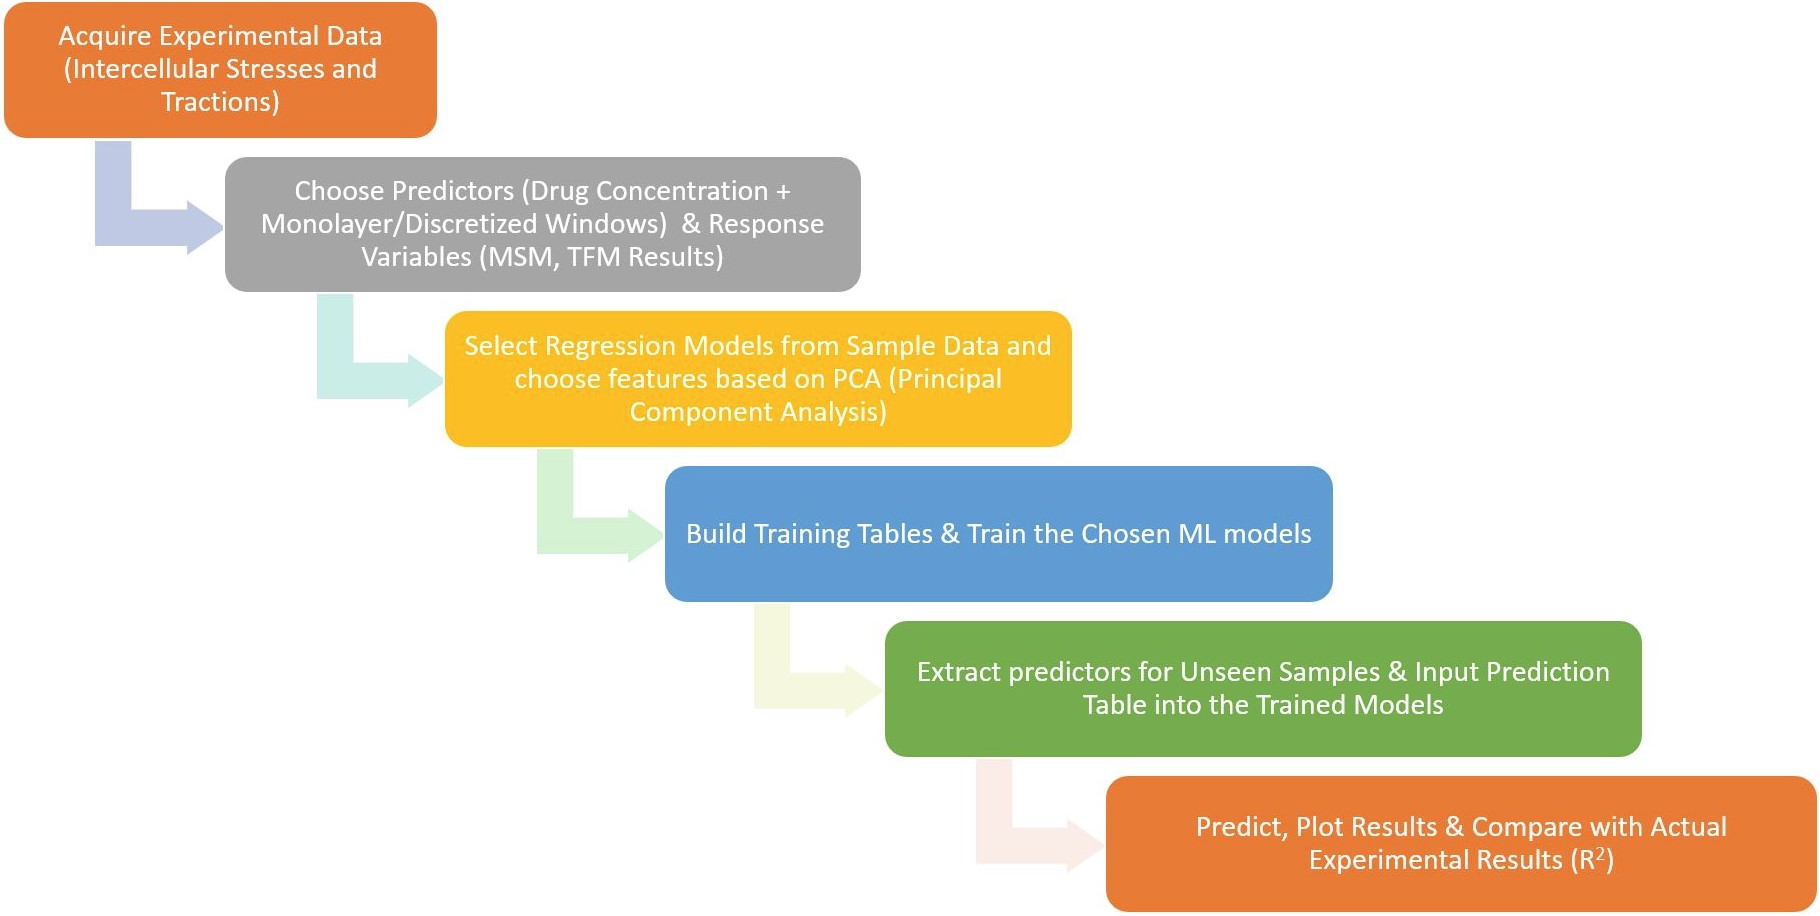 Acquire Experimental Data
(Intercellular Stresses and
Tractions)
Choose Predictors (Drug Concentration +
Monolayer/Discretized Windows)  & Response
Variables (MSM, TFM Results)
Select Regression Models from Sample Data and
choose features based on PCA (Principal
Component Analysis)
Build Training Tables & Train the Chosen ML models
Extract predictors for Unseen Samples & Input Prediction
Table into the Trained Models
Predict, Plot Results & Compare with Actual
Experimental Results (R²)